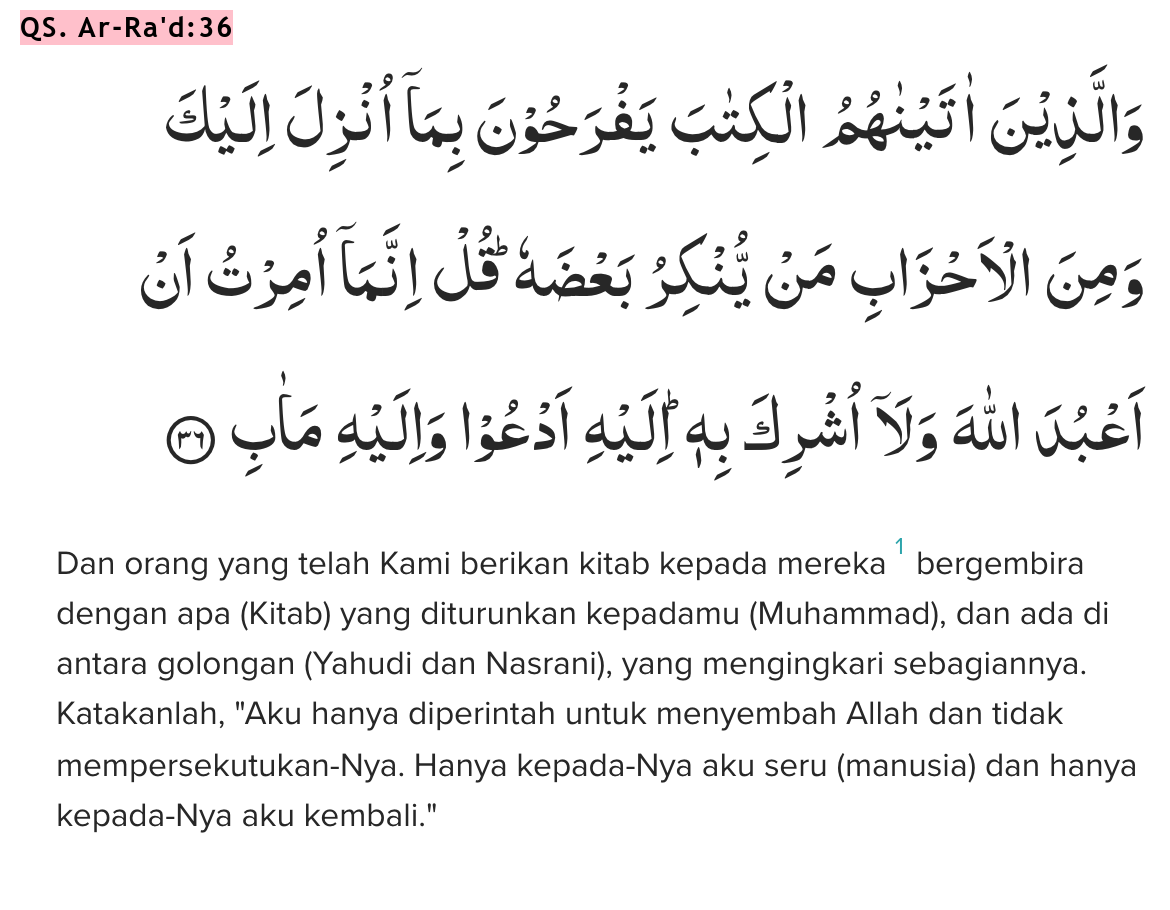 QS. Ar-Ra'd:36
وَالَّذِيْنَ اٰتَيْنٰهُمُ الْكِتٰبَ يَفْرَحُوْنَ بِمَآ اُنْزِلَ اِلَيْكَ
وَمِنَ الْاَحْزَابِ مَنْ يُّنْكِرُ بَعْضَهٗ ۗقُلْ اِنَّمَآ اُمِرْتُ اَنْ
اَعْبُدَ اللّٰهَ وَلَآ اُشْرِكَ بِهٖ ۗاِلَيْهِ اَدْعُوْا وَاِلَيْهِ مَاٰبِ ٣٦
Dan orang yang telah Kami berikan kitab kepada mereka 1 bergembira
dengan apa (Kitab) yang diturunkan kepadamu (Muhammad), dan ada di
antara golongan (Yahudi dan Nasrani), yang mengingkari sebagiannya.
Katakanlah, "Aku hanya diperintah untuk menyembah Allah dan tidak
mempersekutukan-Nya. Hanya kepada-Nya aku seru (manusia) dan hanya
kepada-Nya aku kembali."